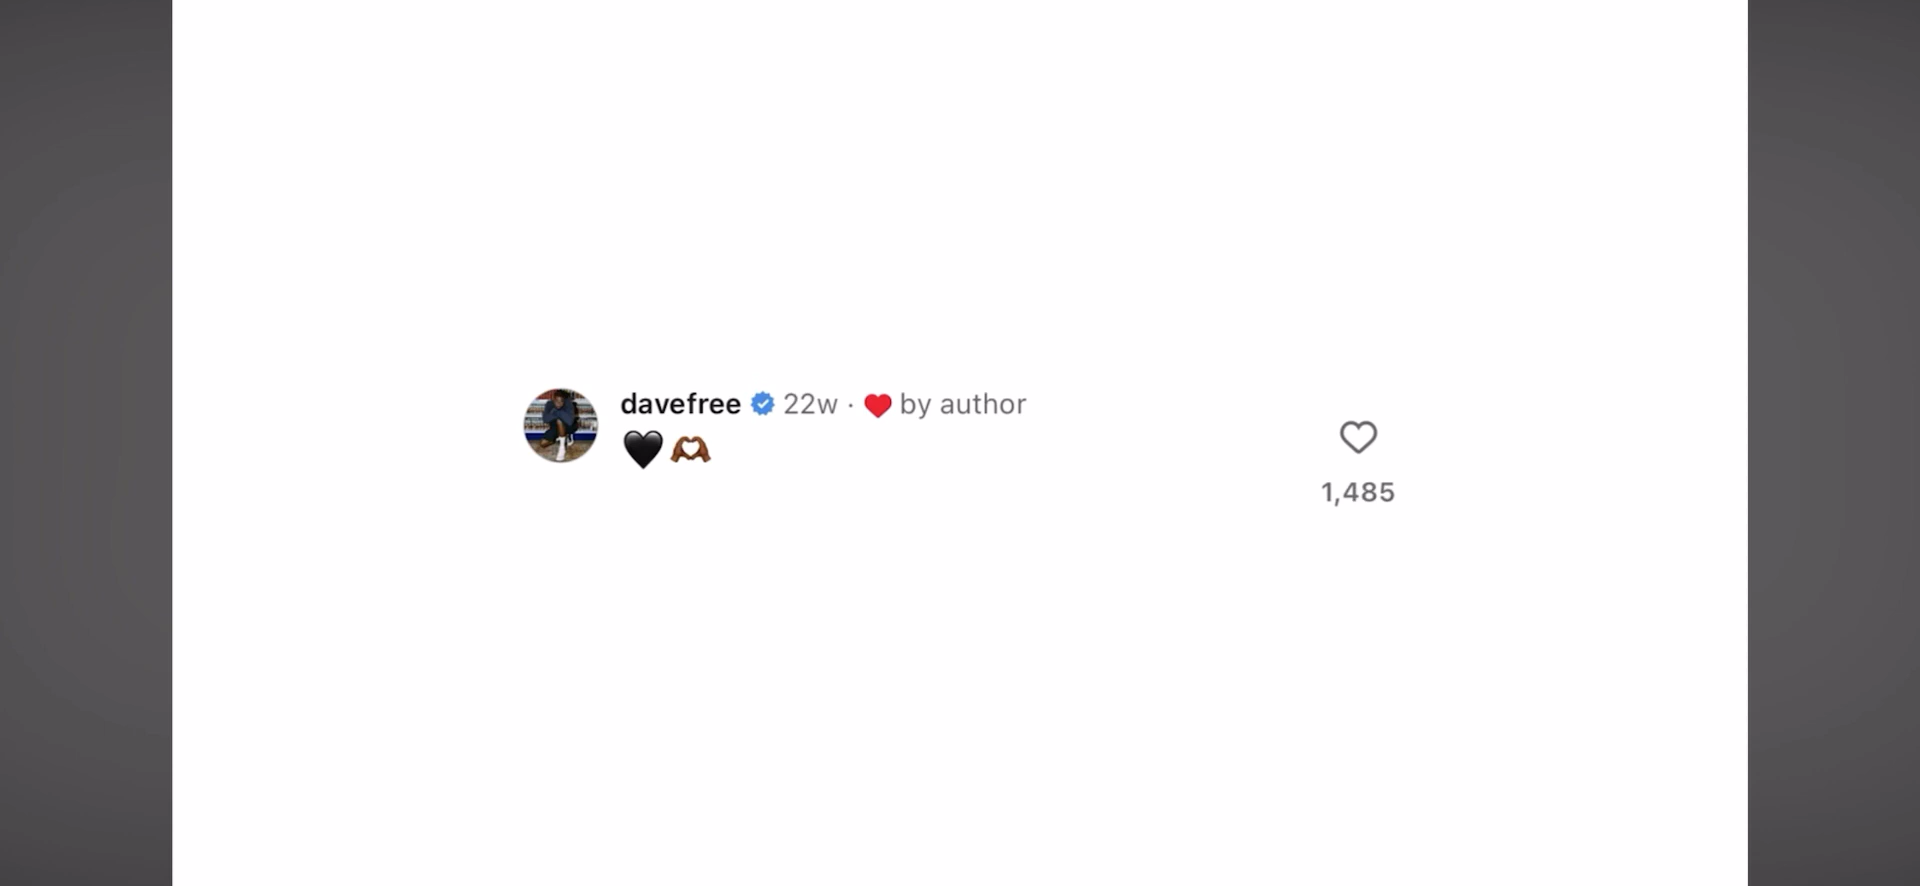 davefree 22w · ❤️ by author
🖤🫶🏾
1,485